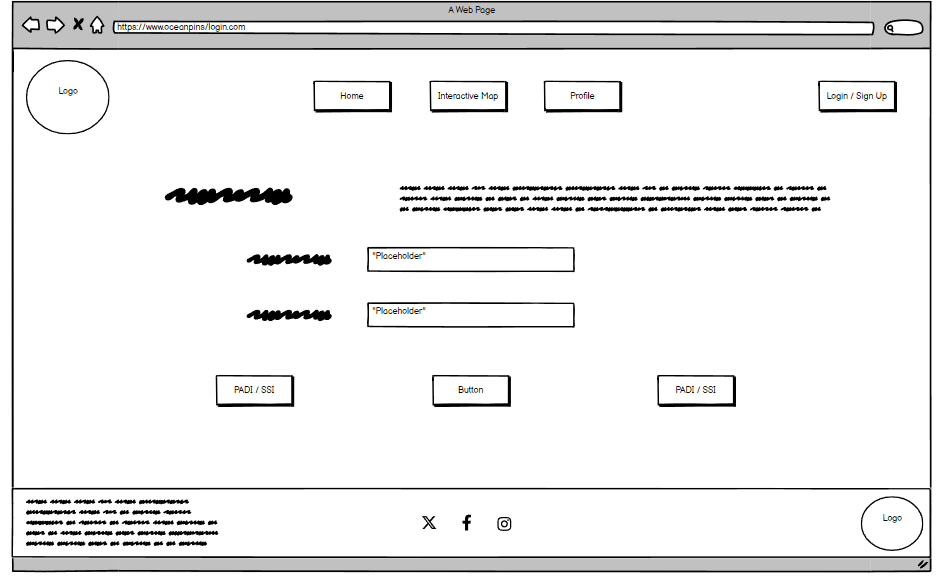 A Web Page
https://www.oceanpins/login.com
Logo
Home
Interactive Map
Profile
Login / Sign Up
"Placeholder"
"Placeholder"
PADI / SSI
Button
PADI / SSI
Logo